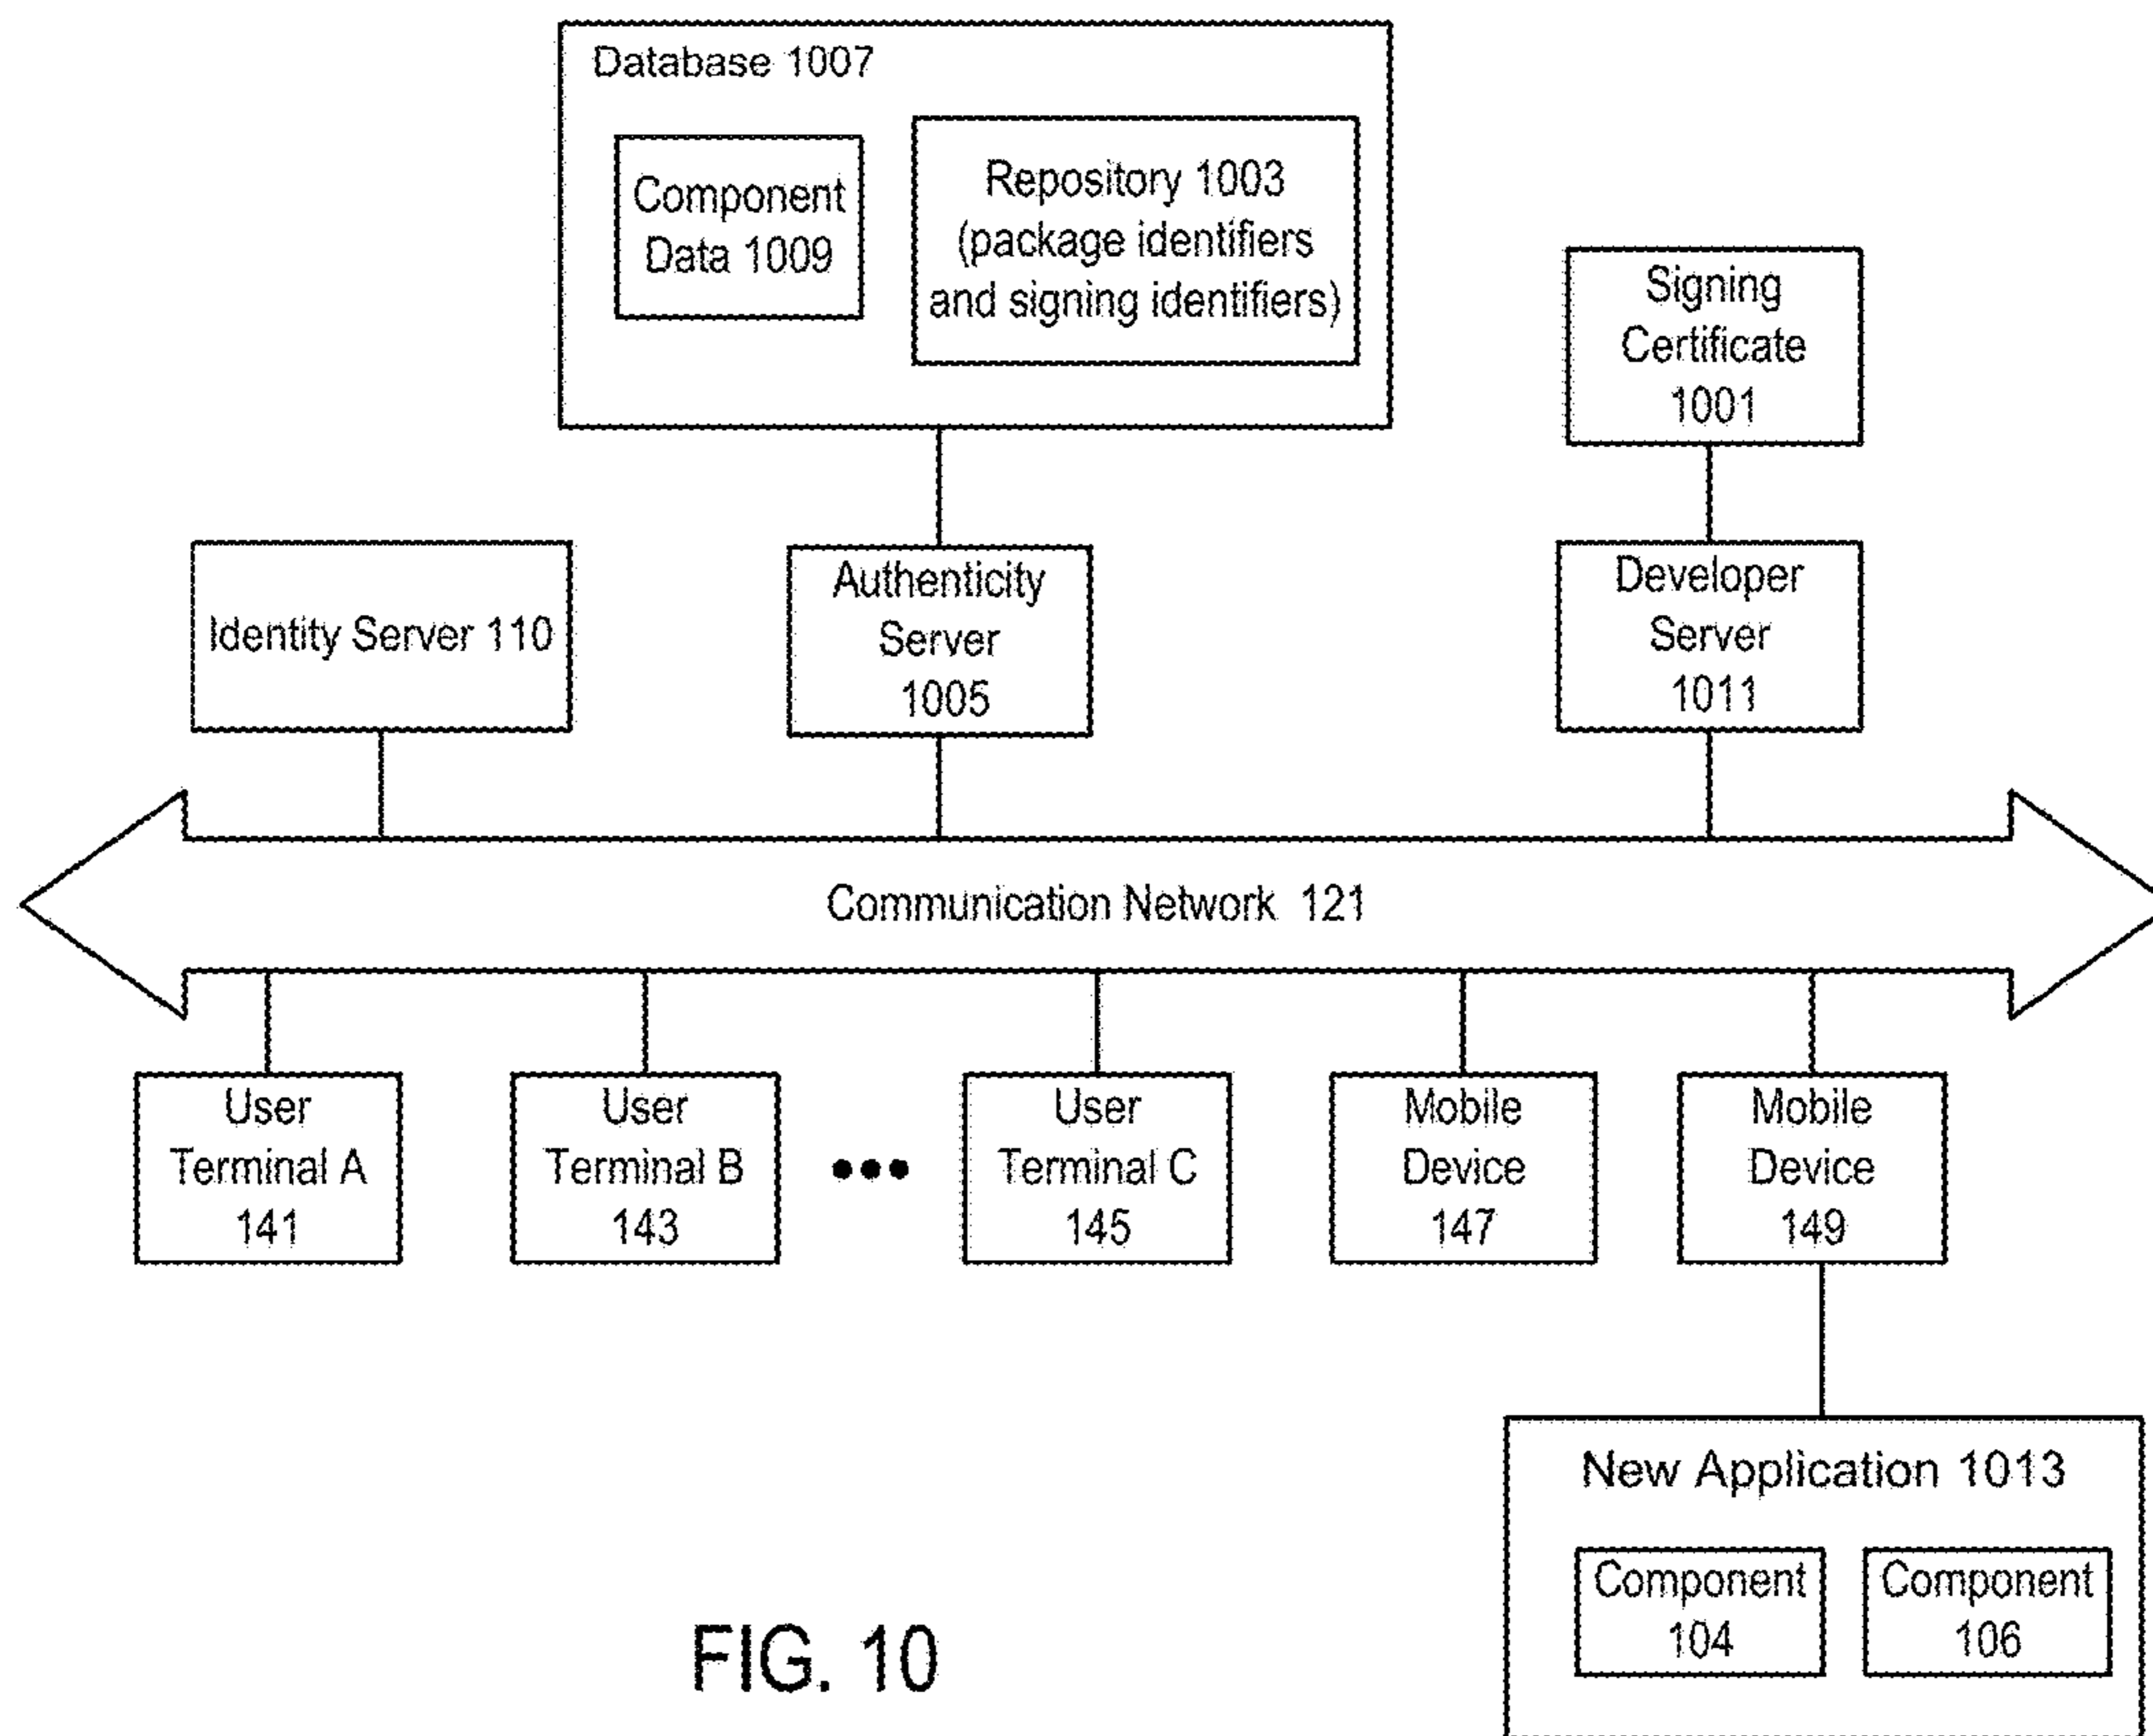 Database 1007
Component
Data 1009
Repository 1003
(package identifiers
and signing identifiers)
Signing
Certificate
1001
Identity Server 110
Authenticity
Server
1005
Developer
Server
1011
Communication Network 121
User
Terminal A
141
User
Terminal B
143
•••
User
Terminal C
145
Mobile
Device
147
Mobile
Device
149
New Application 1013
Component
104
Component
106
FIG. 10